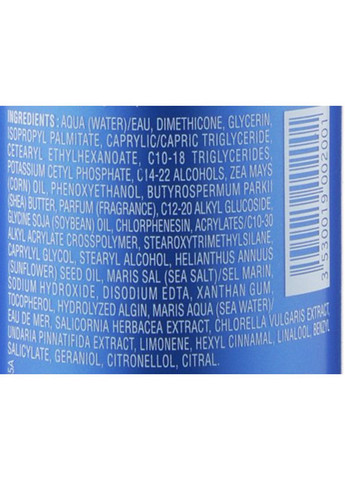 INGREDIENTS: AQUA (WATER)/EAU, DIMETHICONE, GLYCERIN,
ISOPROPYL PALMITATE, CAPRYLIC/CAPRIC TRIGLYCERIDE,
CETEARYL ETHYLHEXANOATE, C10-18 TRIGLYCERIDES,
POTASSIUM CETYL PHOSPHATE, C14-22 ALCOHOLS, ZEA MAYS
(CORN) OIL, PHENOXYETHANOL, BUTYROSPERMUM PARKII
(SHEA) BUTTER, PARFUM (FRAGRANCE), C12-20 ALKYL GLUCOSIDE,
GLYCINE SOJA (SOYBEAN) OIL, CHLORPHENESIN, ACRYLATES/C10-30
ALKYL ACRYLATE CROSSPOLYMER, STEAROXYTRIMETHYLSILANE,
CAPRYLYL GLYCOL, STEARYL ALCOHOL, HELIANTHUS ANNUUS
(SUNFLOWER) SEED OIL, MARIS SAL (SEA SALT)/SEL MARIN,
SODIUM HYDROXIDE, DISODIUM EDTA, XANTHAN GUM,
TOCOPHEROL, HYDROLYZED ALGIN, MARIS AQUA (SEA WATER)/
EAU DE MER, SALICORNIA HERBACEA EXTRACT, CHLORELLA VULGARIS EXTRACT,
UNDARIA PINNATIFIDA EXTRACT, LIMONENE, HEXYL CINNAMAL, LINALOOL, BENZYL
SALICYLATE, GERANIOL, CITRONELLOL, CITRAL.
3 530019 002001